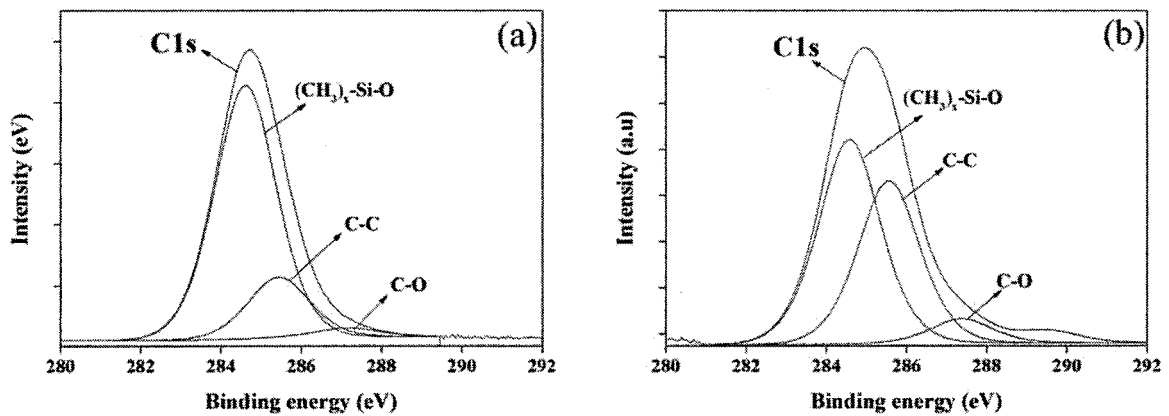 (a)
C1s
(CH₃)ₓ-Si-O
C-C
C-O
Intensity (eV)
280 282 284 286 288 290 292
Binding energy (eV)
(b)
C1s
(CH₃)ₓ-Si-O
C-C
C-O
Intensity (a.u)
280 282 284 286 288 290 292
Binding energy (eV)